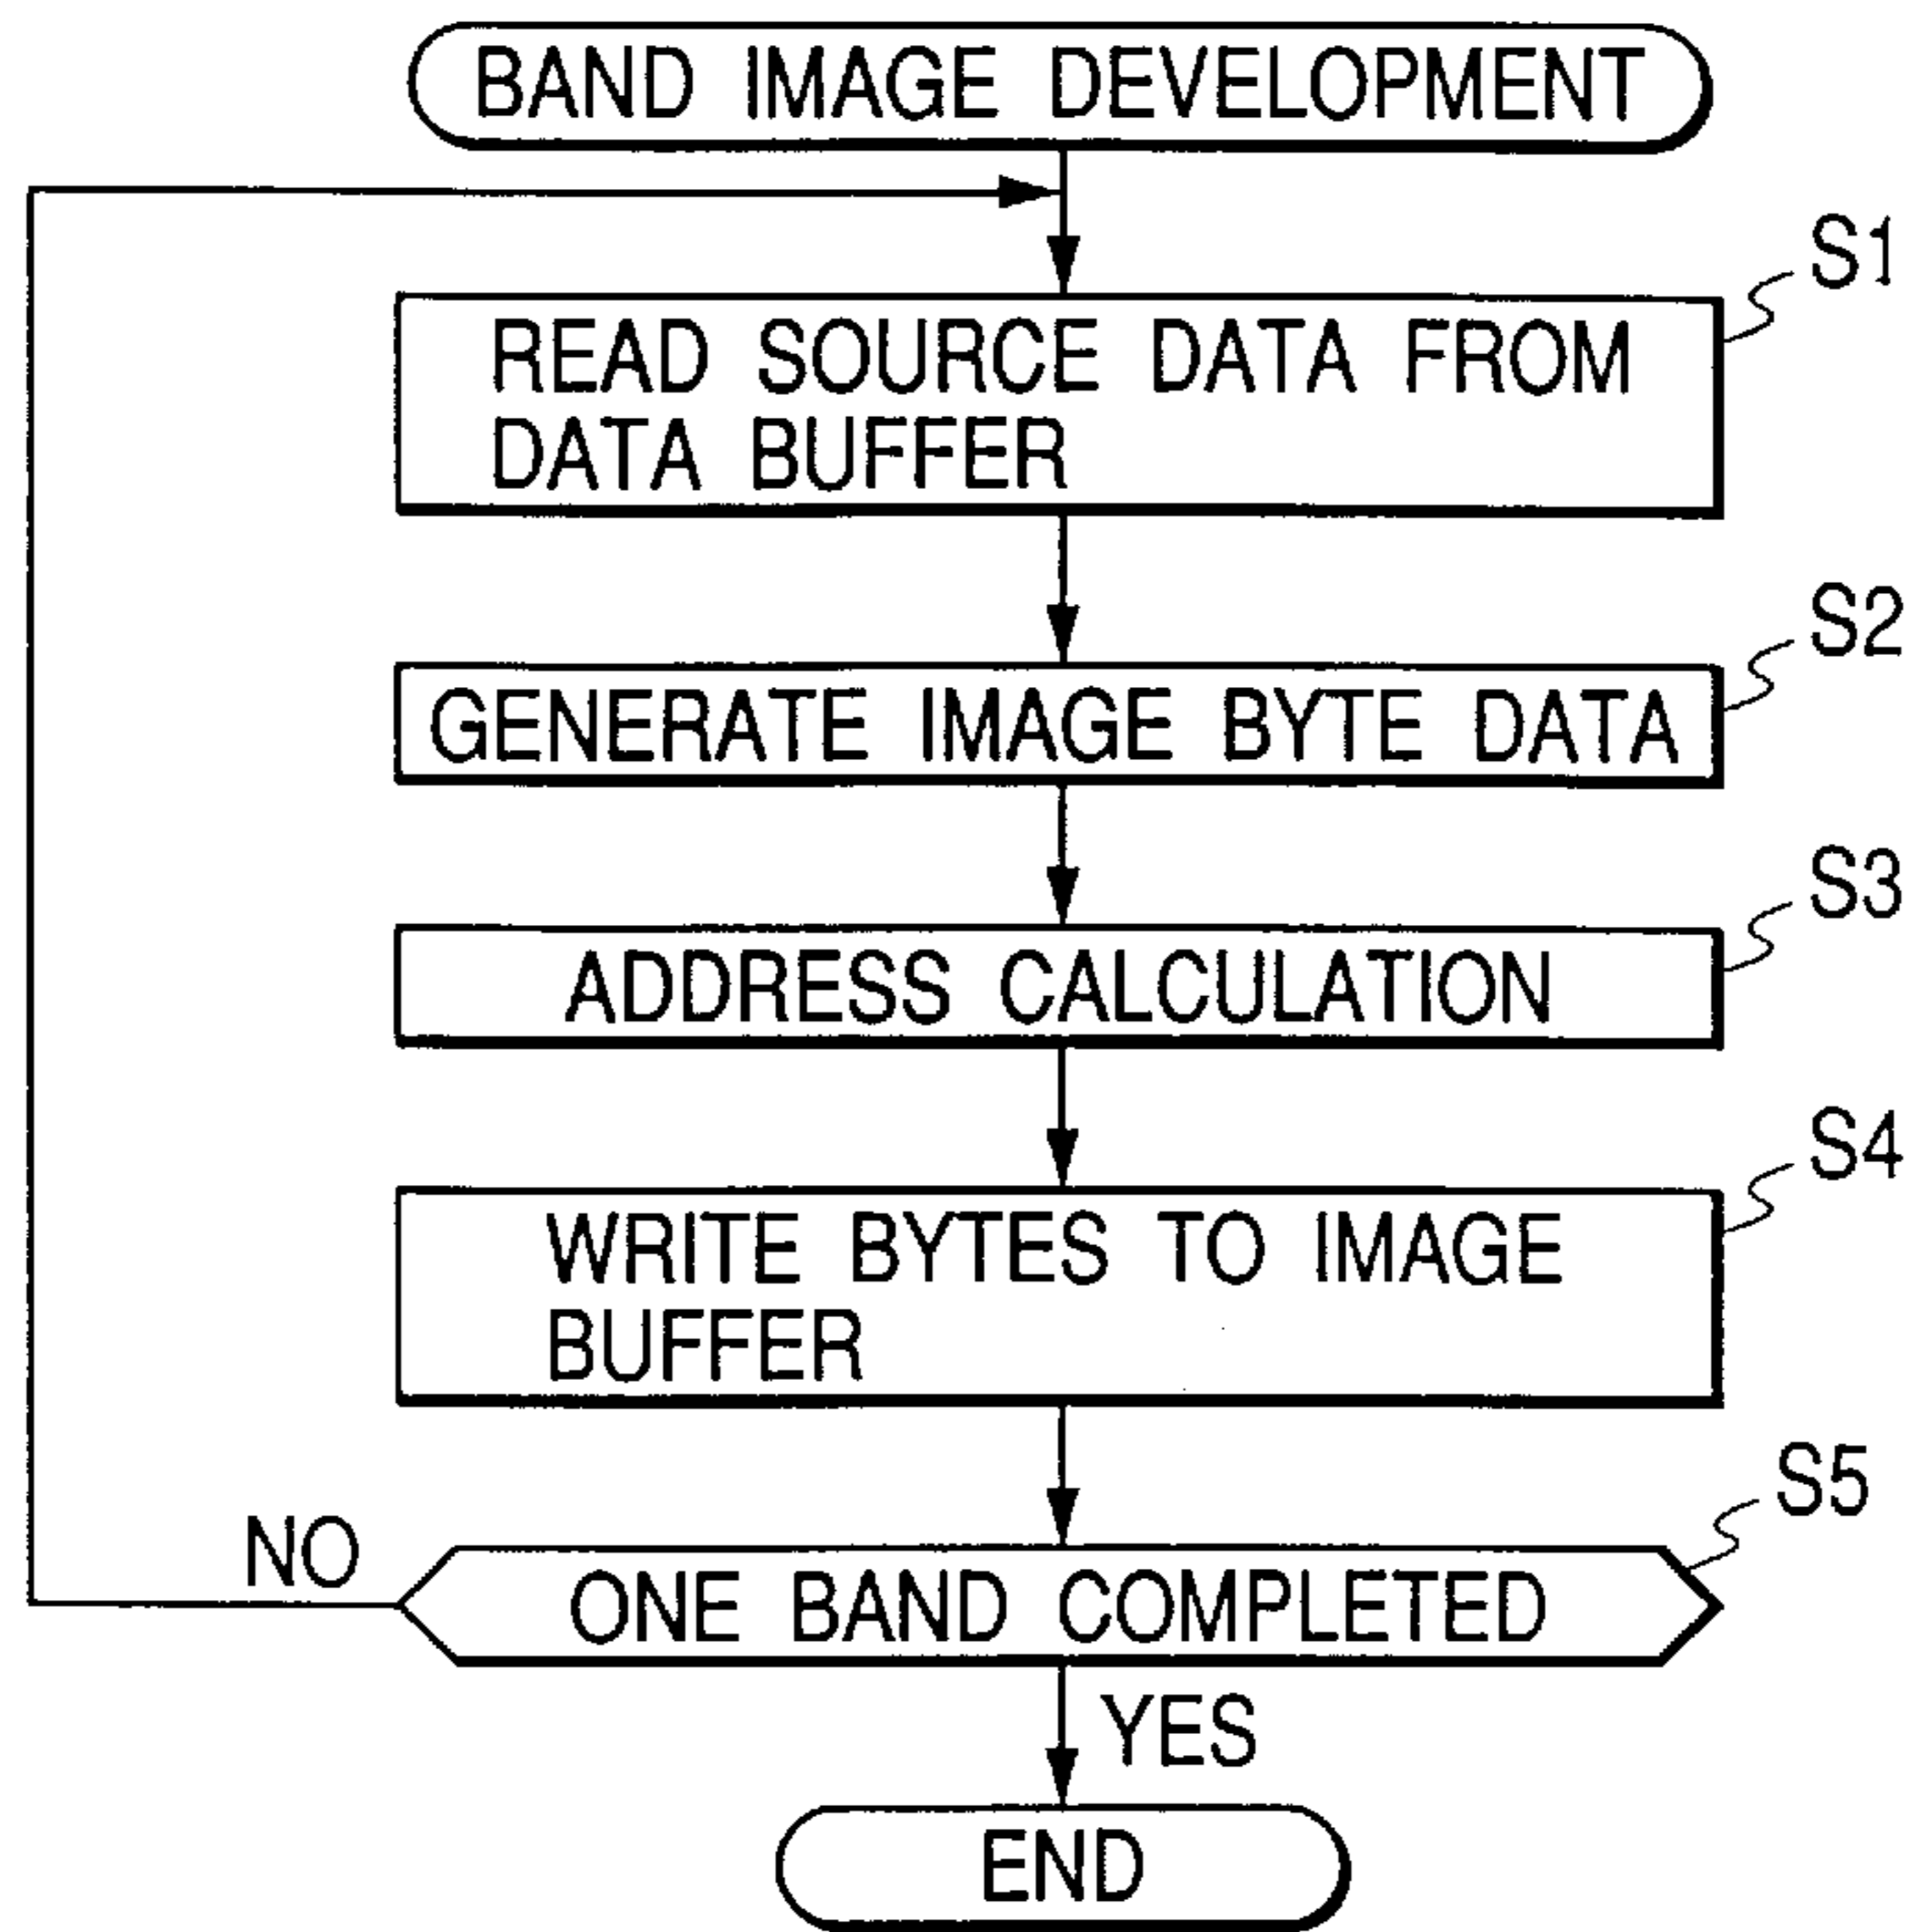 BAND IMAGE DEVELOPMENT
S1
READ SOURCE DATA FROM
DATA BUFFER
S2
GENERATE IMAGE BYTE DATA
S3
ADDRESS CALCULATION
S4
WRITE BYTES TO IMAGE
BUFFER
S5
NO
ONE BAND COMPLETED
YES
END